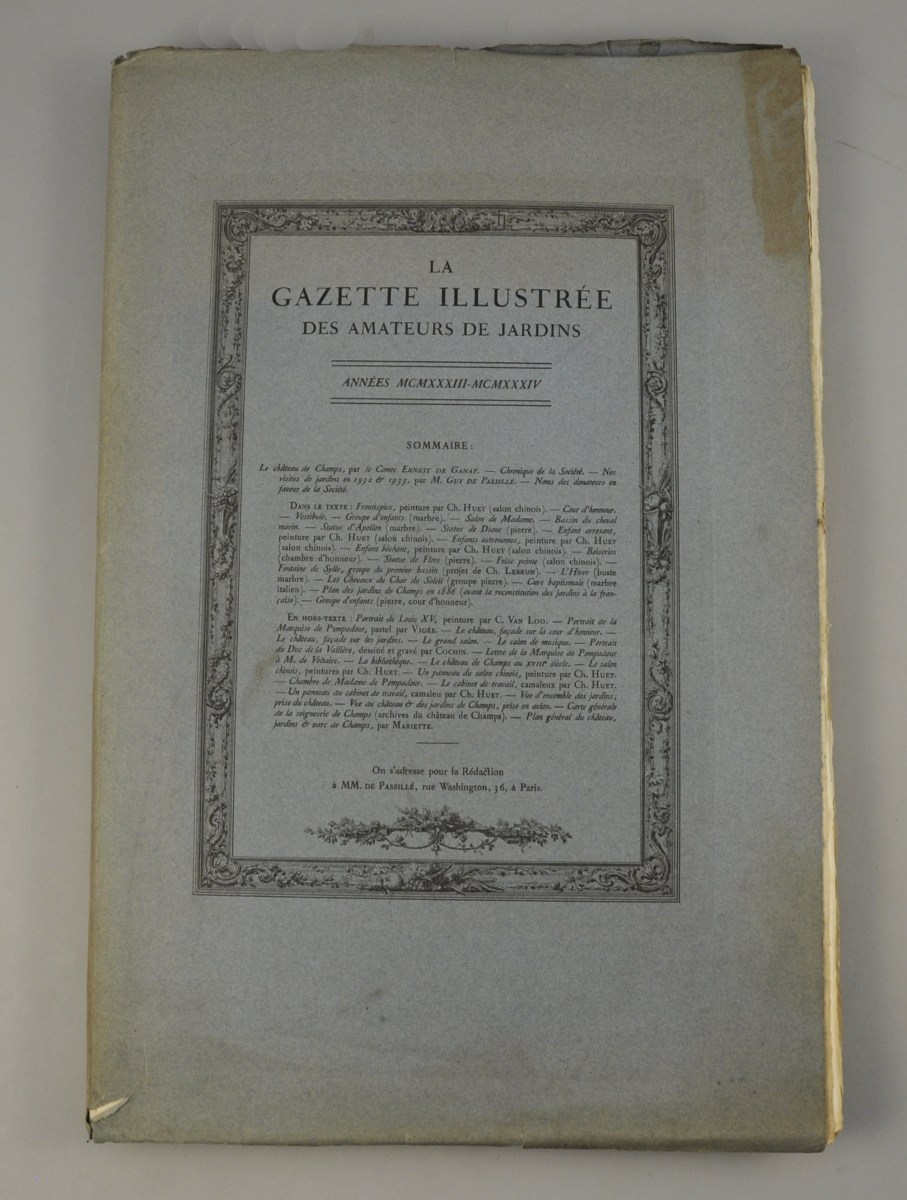 LA
GAZETTE ILLUSTRÉE
DES AMATEURS DE JARDINS
ANNÉES MCMXXXIII-MCMXXXIV
SOMMAIRE :
Le château de Champs, par le Comte ERNEST DE GANAY. — Chronique de la Société. — Nos
visites de jardins en 1932 & 1933, par M. GUY DE PASSILLÉ. — Noms des donateurs en
faveur de la Société.
DANS LE TEXTE : Frontispice, peinture par Ch. HUET (salon chinois). — Cour d'honneur.
— Vestibule. — Groupe d'enfants (marbre). — Salon de Madame. — Bassin du cheval
marin. — Statue d'Apollon (marbre). — Statue de Diane (pierre). — Enfant arrosant,
peinture par Ch. HUET (salon chinois). — Enfants astronomes, peinture par Ch. HUET
(salon chinois). — Enfant bêchant, peinture par Ch. HUET (salon chinois). — Boiseries
(chambre d'honneur). — Statue de Flore (pierre). — Frise peinte (salon chinois). —
Fontaine de Sylle, groupe du premier bassin (projet de Ch. LEBRUN). — L'Hiver (buste
marbre). — Les Chevaux du Char du Soleil (groupe pierre). — Cuve baptismale (marbre
italien). — Plan des jardins de Champs en 1886 (avant la reconstitution des jardins à la fran-
çaise). — Groupe d'enfants (pierre, cour d'honneur).
EN HORS-TEXTE : Portrait de Louis XV, peinture par C. VAN LOO. — Portrait de la
Marquise de Pompadour, pastel par VIGÉE. — Le château, façade sur la cour d'honneur. —
Le château, façade sur les jardins. — Le grand salon. — Le salon de musique. — Portrait
du Duc de la Vallière, dessiné et gravé par COCHIN. — Lettre de la Marquise de Pompadour
à M. de Voltaire. — La bibliothèque. — Le château de Champs au XVIIIe siècle. — Le salon
chinois, peintures par Ch. HUET. — Un panneau du salon chinois, peinture par Ch. HUET.
— Chambre de Madame de Pompadour. — Le cabinet de travail, camaïeux par Ch. HUET.
— Un panneau du cabinet de travail, camaïeu par Ch. HUET. — Vue d'ensemble des jardins,
prise du château. — Vue du château & des jardins de Champs, prise en avion. — Carte générale
de la seigneurie de Champs (archives du château de Champs). — Plan général du château,
jardins & parc de Champs, par MARIETTE.
On s'adresse pour la Rédaction
à MM. DE PASSILLÉ, rue Washington, 36, à Paris.